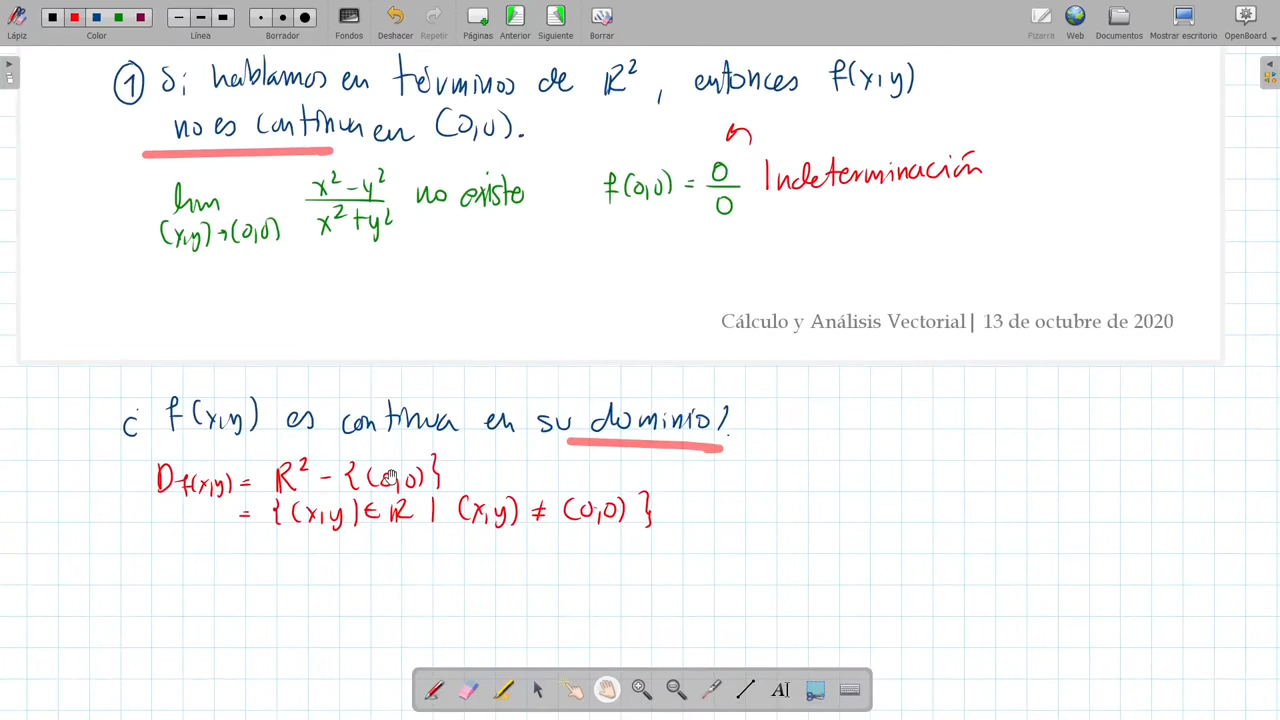 Lápiz Color Línea Borrador Fondos Deshacer Repetir Páginas Anterior Siguiente Borrar Pizarra Web Documentos Mostrar escritorio OpenBoard
① Si hablamos en términos de ℝ², entonces f(x,y)
no es continua en (0,0).
lim (x,y)→(0,0) x²-y² / x²+y² no existe f(0,0) = 0/0 Indeterminación
Cálculo y Análisis Vectorial| 13 de octubre de 2020
¿ f(x,y) es continua en su dominio?
D f(x,y) = ℝ² - {(0,0)}
= {(x,y) ∈ ℝ | (x,y) ≠ (0,0) }